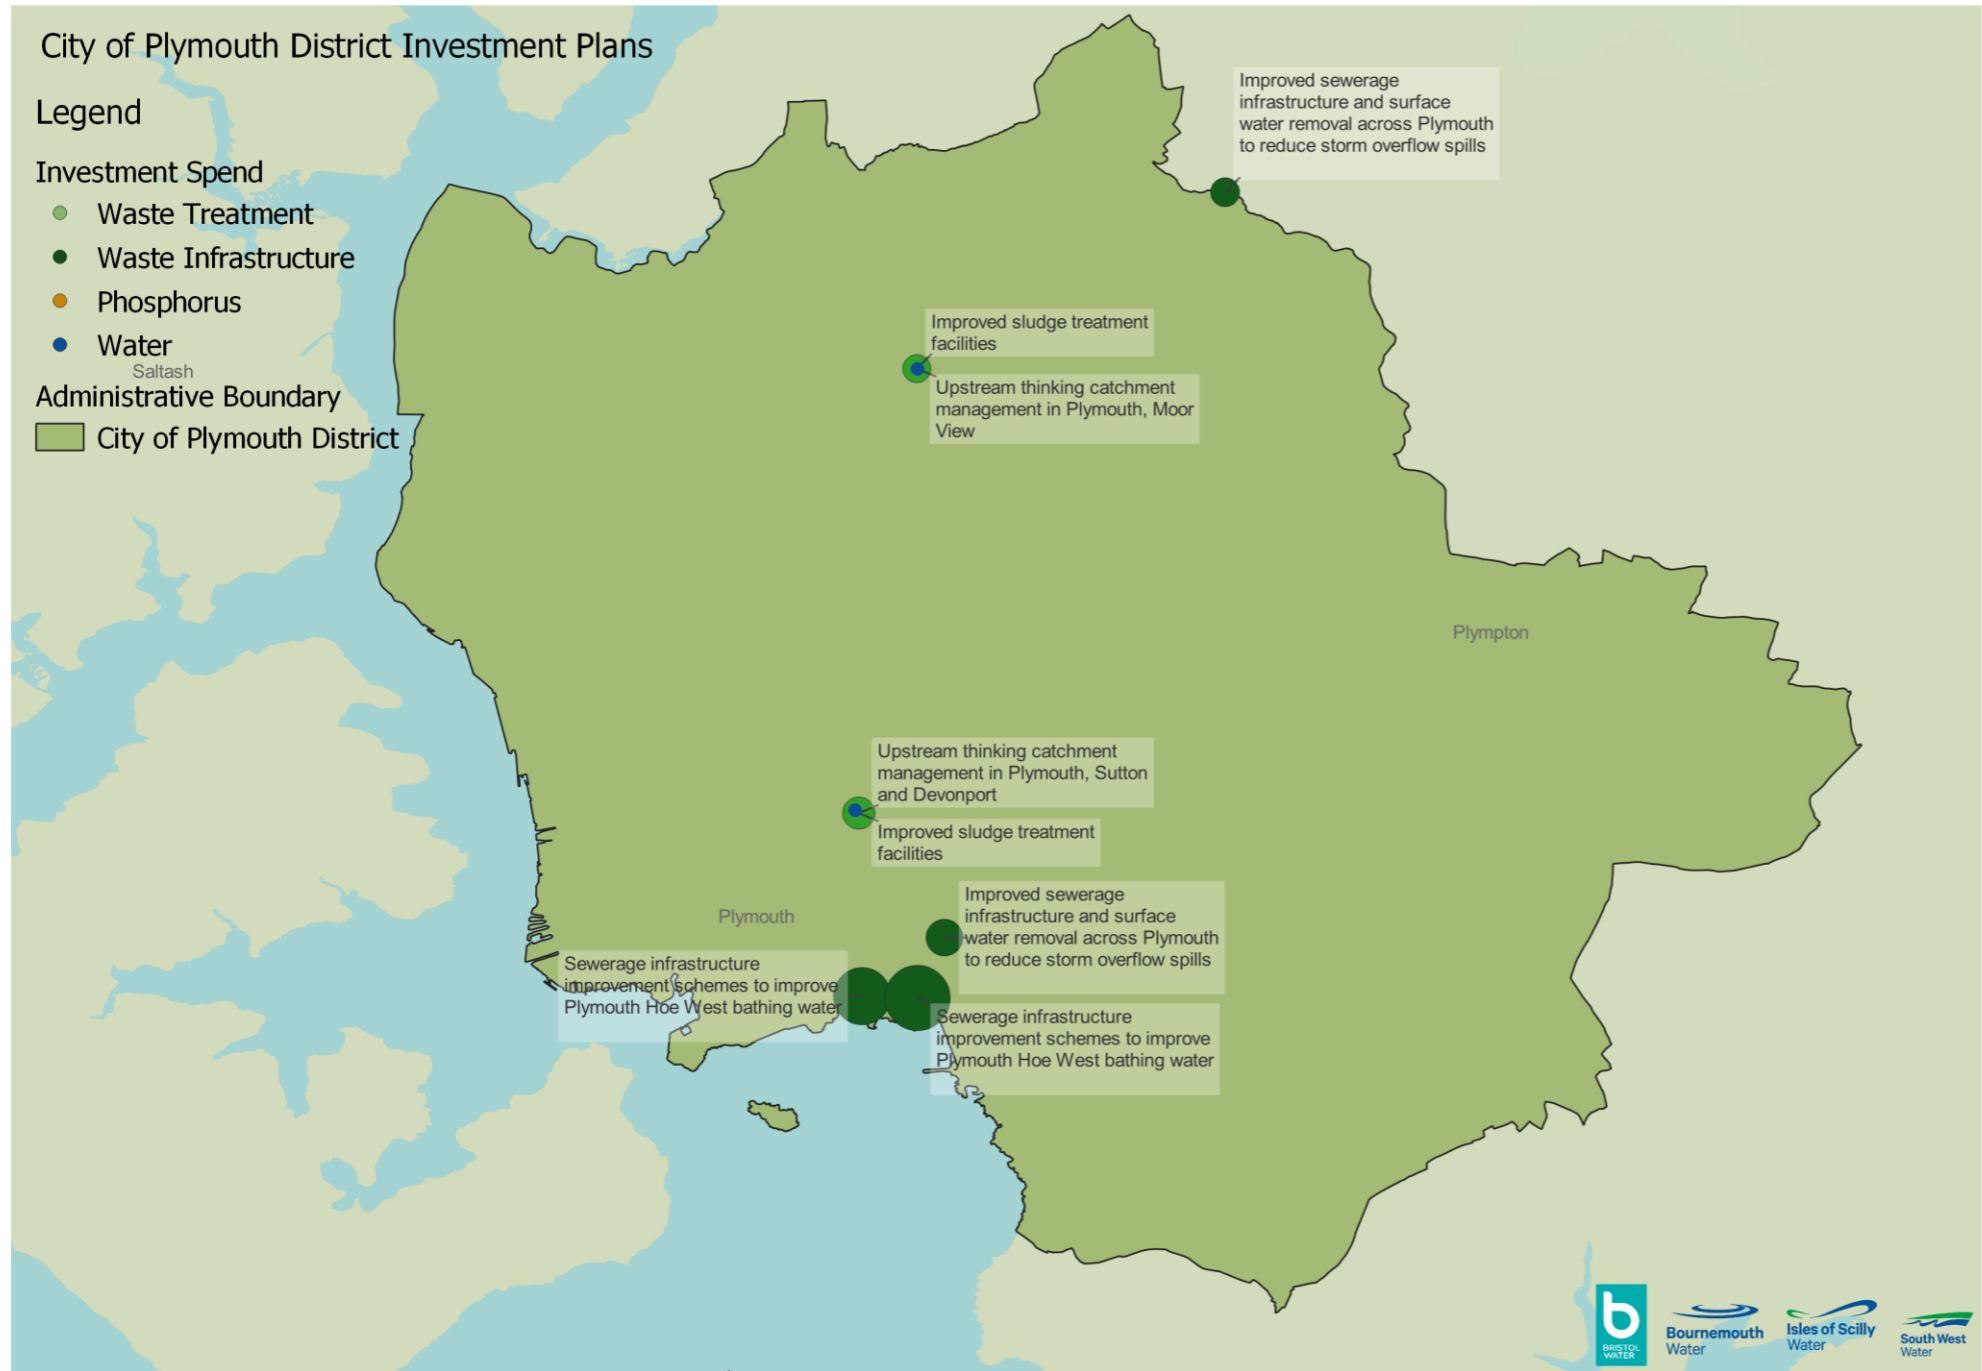 City of Plymouth District Investment Plans
Legend
Investment Spend
Waste Treatment
Waste Infrastructure
Phosphorus
Water
Saltash
Administrative Boundary
City of Plymouth District
Improved sewerage
infrastructure and surface
water removal across Plymouth
to reduce storm overflow spills
Improved sludge treatment
facilities
Upstream thinking catchment
management in Plymouth, Moor
View
Plympton
Upstream thinking catchment
management in Plymouth, Sutton
and Devonport
Improved sludge treatment
facilities
Plymouth
Improved sewerage
infrastructure and surface
water removal across Plymouth
to reduce storm overflow spills
Sewerage infrastructure
improvement schemes to improve
Plymouth Hoe West bathing water
Sewerage infrastructure
improvement schemes to improve
Plymouth Hoe West bathing water
b
BRISTOL
WATER
Bournemouth
Water
Isles of Scilly
Water
South West
Water